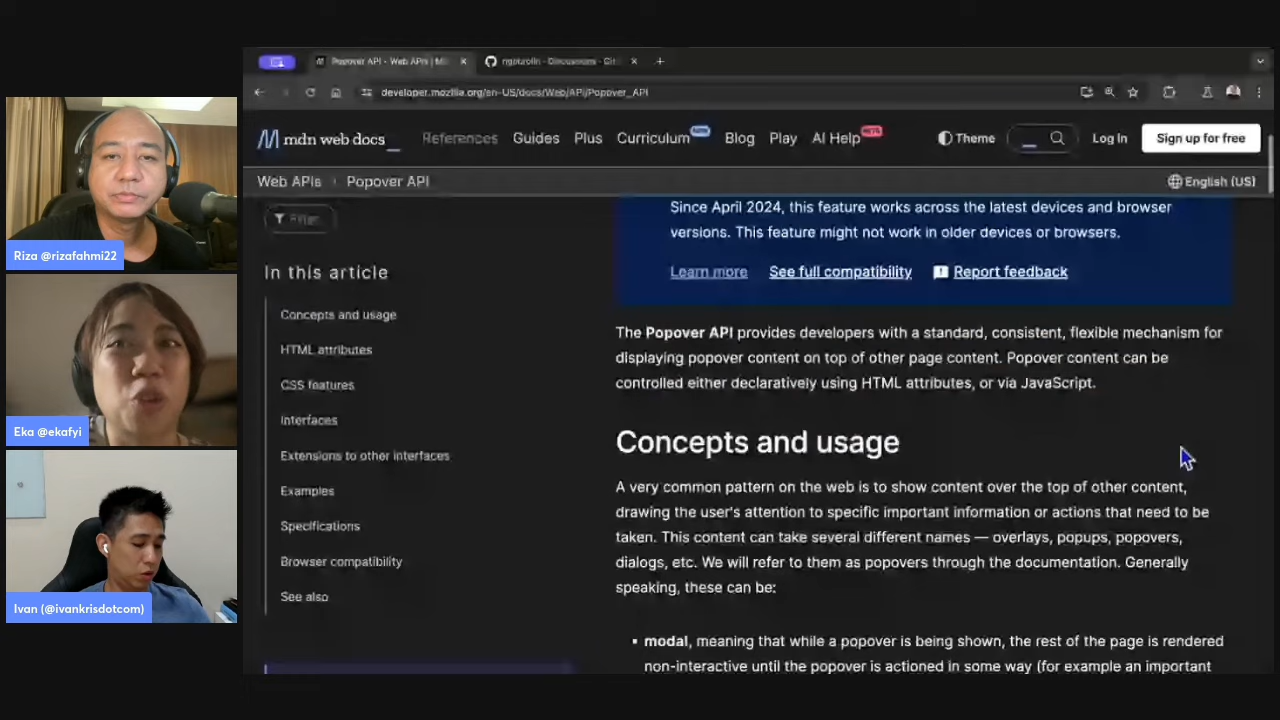 Popover API - Web APIs | M
Discussions - Git
developer.mozilla.org/en-US/docs/Web/API/Popover_API
mdn web docs
References
Guides
Plus
Curriculum
Blog
Play
AI Help
BETA
Theme
Log In
Sign up for free
Web APIs
Popover API
English (US)
Filter
In this article
Concepts and usage
HTML attributes
CSS features
Interfaces
Extensions to other interfaces
Examples
Specifications
Browser compatibility
See also
Since April 2024, this feature works across the latest devices and browser
versions. This feature might not work in older devices or browsers.
Learn more
See full compatibility
Report feedback
The Popover API provides developers with a standard, consistent, flexible mechanism for
displaying popover content on top of other page content. Popover content can be
controlled either declaratively using HTML attributes, or via JavaScript.
Concepts and usage
A very common pattern on the web is to show content over the top of other content,
drawing the user's attention to specific important information or actions that need to be
taken. This content can take several different names — overlays, popups, popovers,
dialogs, etc. We will refer to them as popovers through the documentation. Generally
speaking, these can be:
▪ modal, meaning that while a popover is being shown, the rest of the page is rendered
non-interactive until the popover is actioned in some way (for example an important
Riza @rizafahmi22
Eka @ekafyi
Ivan (@ivankrisdotcom)